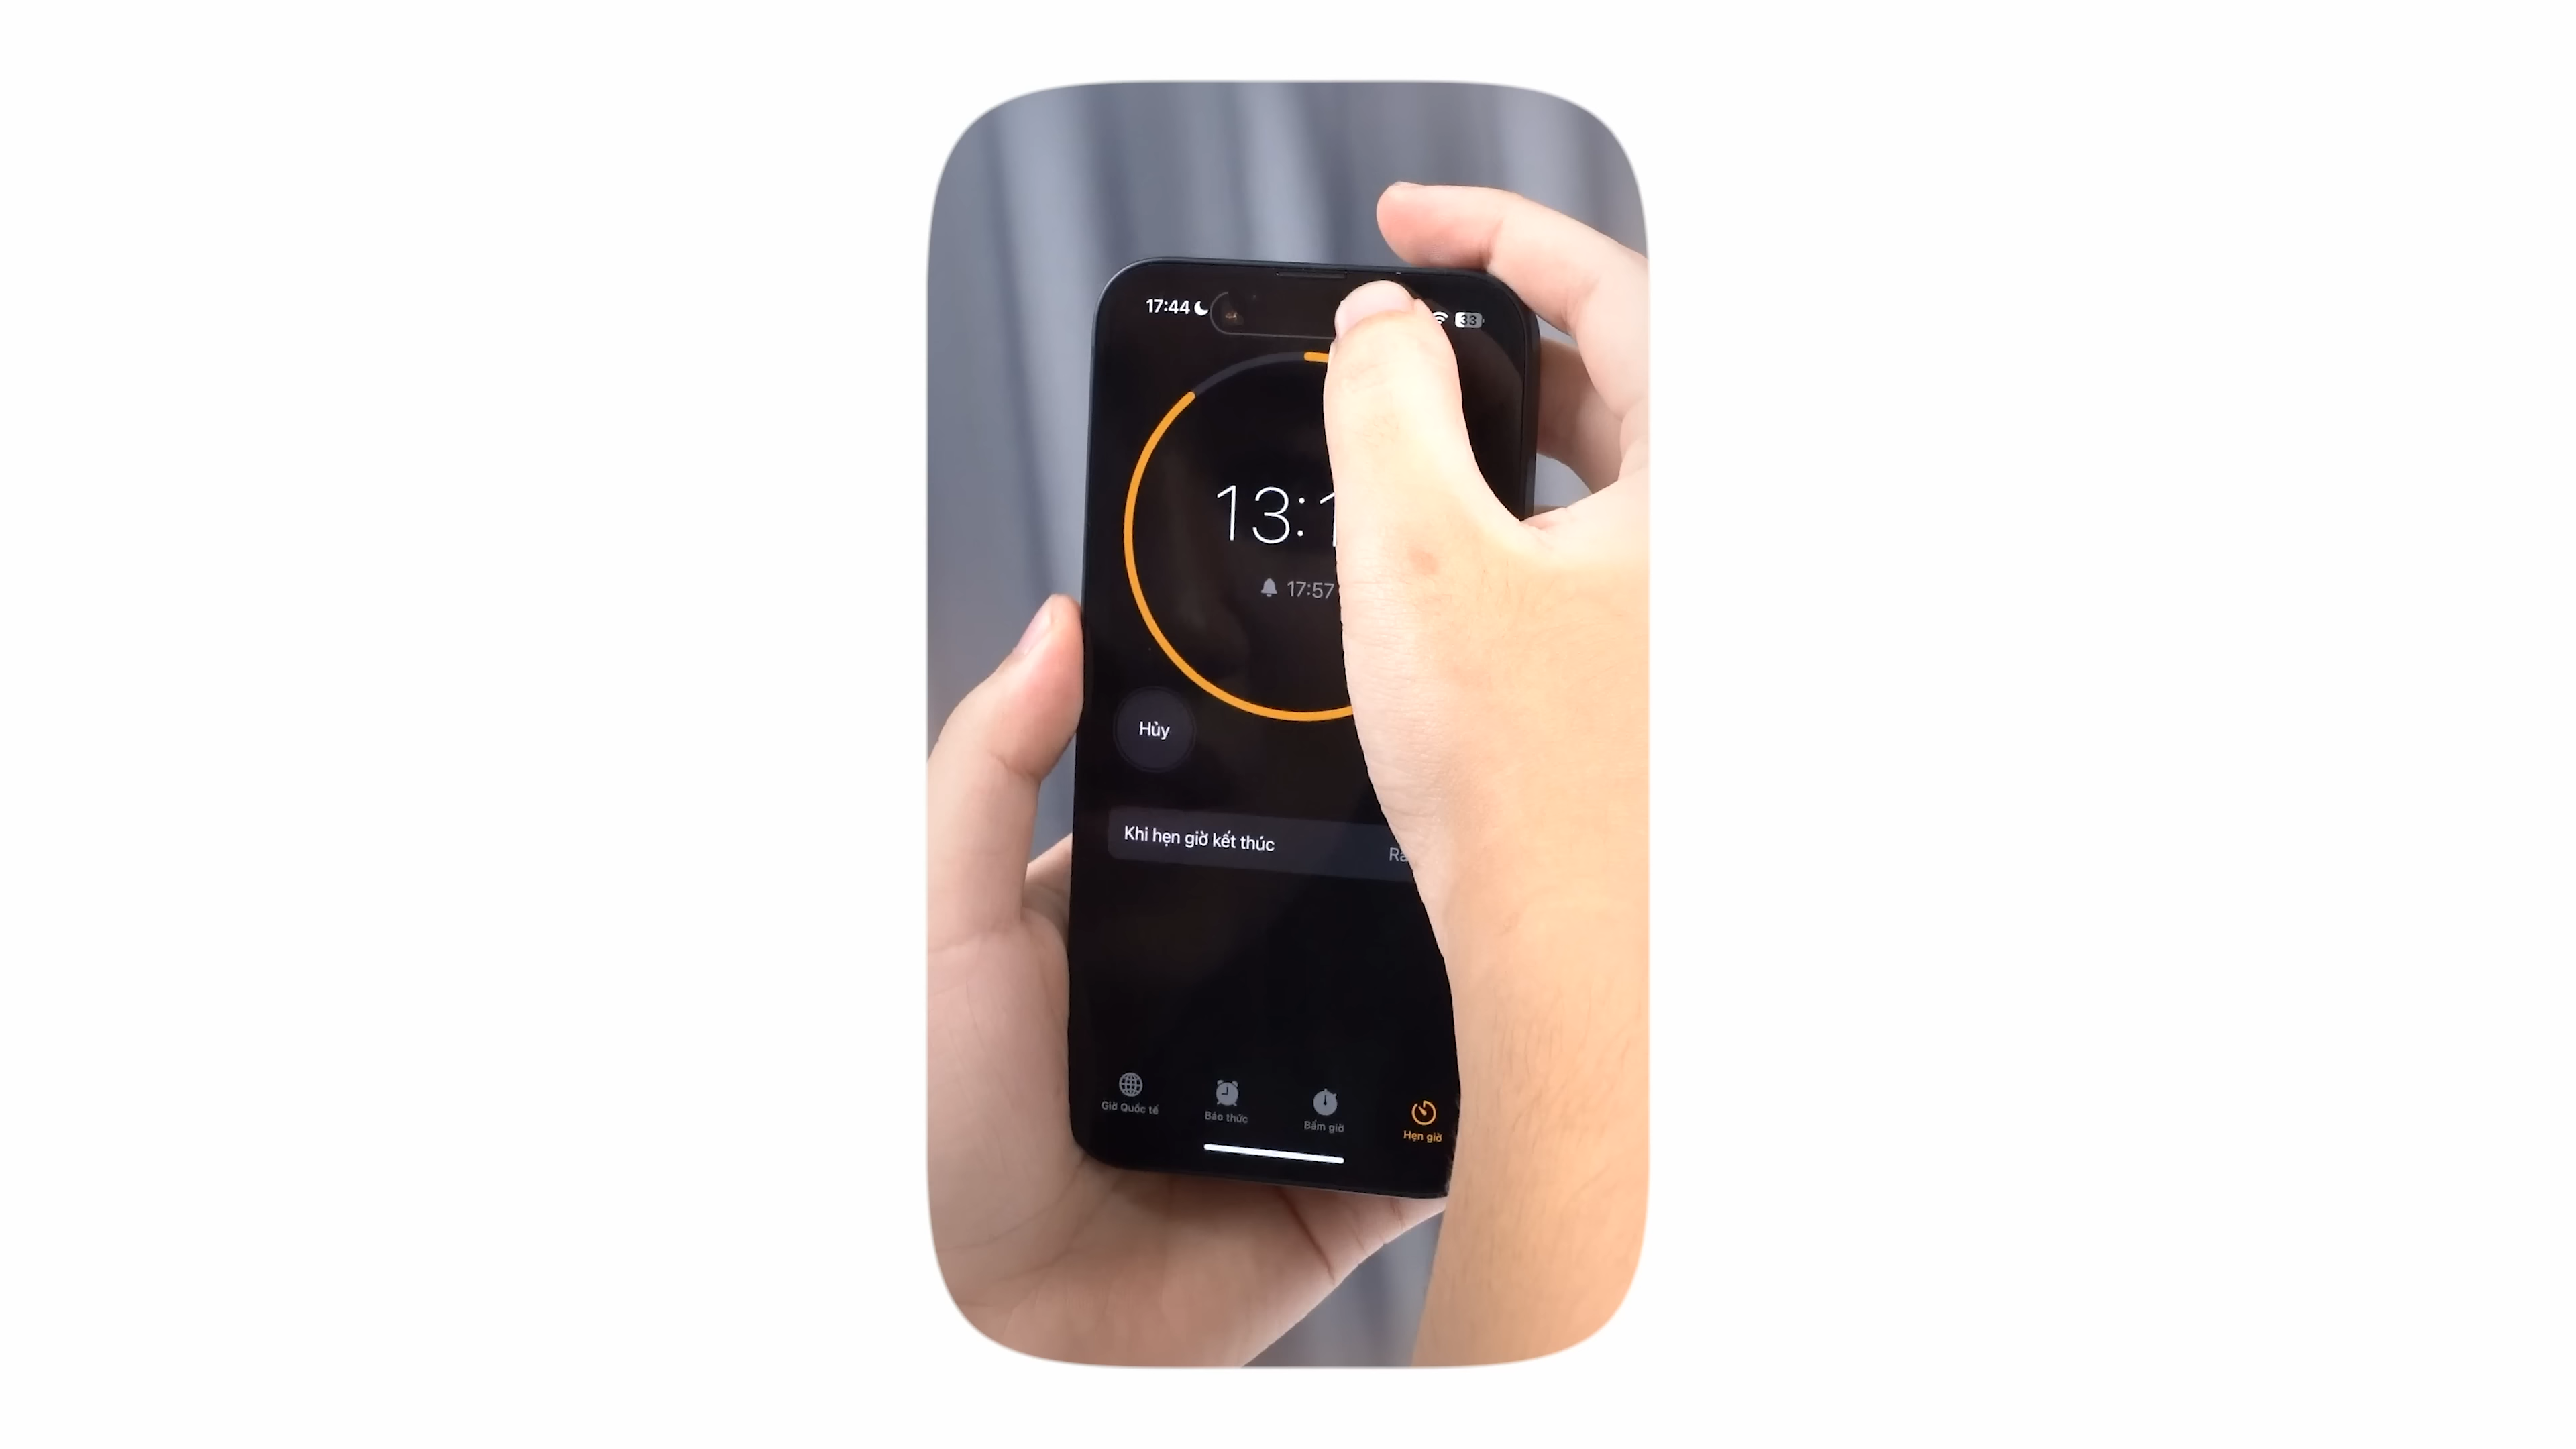 17:44
33
13:1
17:57
Hủy
Khi hẹn giờ kết thúc
Giờ Quốc tế
Báo thức
Bấm giờ
Hẹn giờ